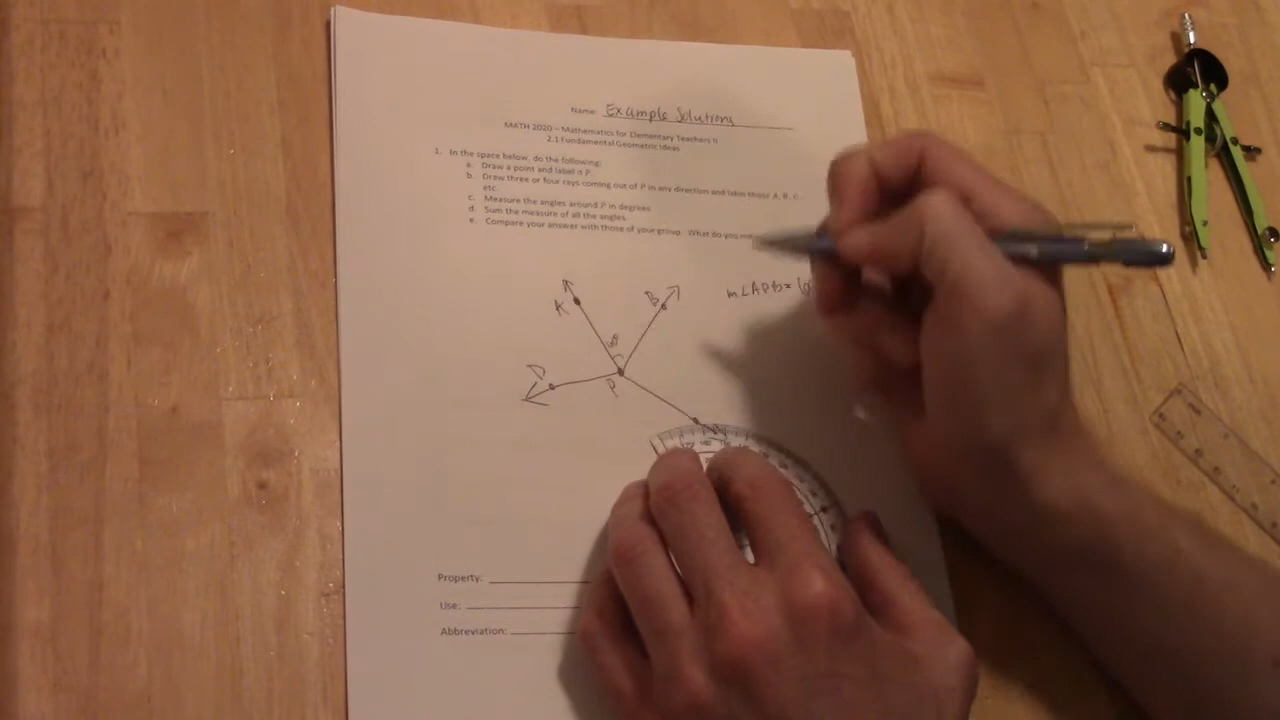 Name: Example Solutions
MATH 2020 – Mathematics for Elementary Teachers II
2.1 Fundamental Geometric Ideas
1. In the space below, do the following:
a. Draw a point and label it P.
b. Draw three or four rays coming out of P in any direction and label those A, B, C,
etc.
c. Measure the angles around P in degrees
d. Sum the measure of all the angles
e. Compare your answer with those of your group. What do you
A
B
m∠APB=
D
P
Property:
Use:
Abbreviation: